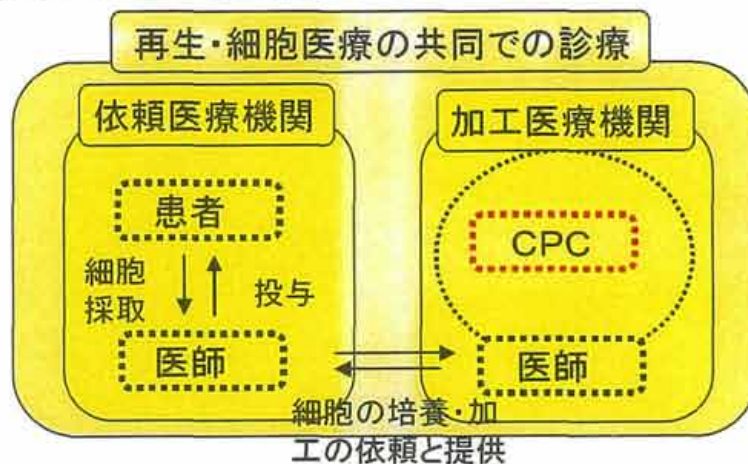 再生・細胞医療の共同での診療
依頼医療機関
加工医療機関
患者
CPC
細胞
採取
投与
医師
医師
細胞の培養・加
工の依頼と提供